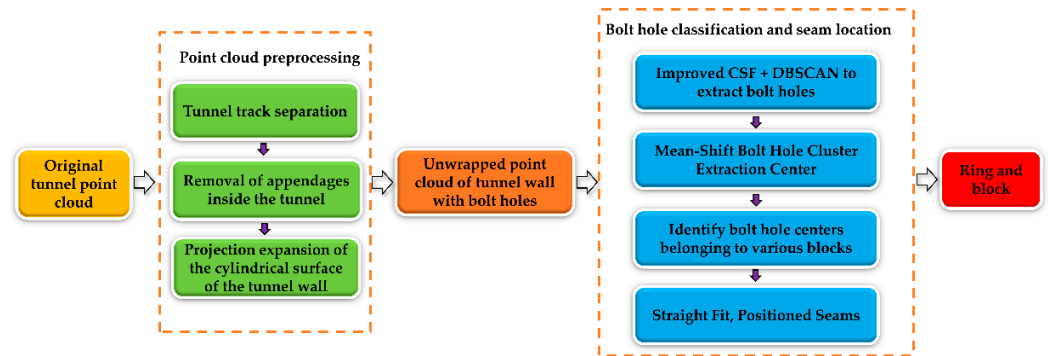 Original
tunnel point
cloud
Point cloud preprocessing
Tunnel track separation
Removal of appendages
inside the tunnel
Projection expansion of
the cylindrical surface
of the tunnel wall
Unwrapped point
cloud of tunnel wall
with bolt holes
Bolt hole classification and seam location
Improved CSF + DBSCAN to
extract bolt holes
Mean-Shift Bolt Hole Cluster
Extraction Center
Identify bolt hole centers
belonging to various blocks
Straight Fit, Positioned Seams
Ring and
block